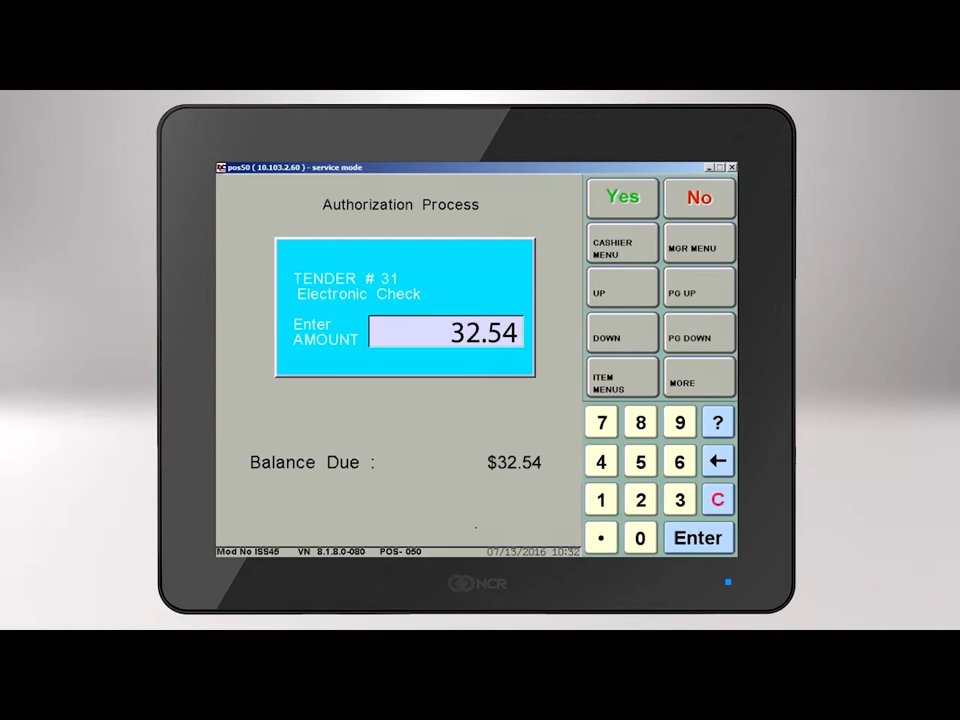 pos50 ( 10.103.2.60 ) - service mode
Authorization Process
TENDER # 31
Electronic Check
Enter
AMOUNT
32.54
Balance Due :
$32.54
Mod No ISS45 VN 8.1.8.0-080 POS- 050 07/13/2016 10:32
Yes No
CASHIER
MENU
MGR MENU
UP PG UP
DOWN PG DOWN
ITEM
MENUS
MORE
7 8 9 ?
4 5 6 ←
1 2 3 C
• 0 Enter
NCR